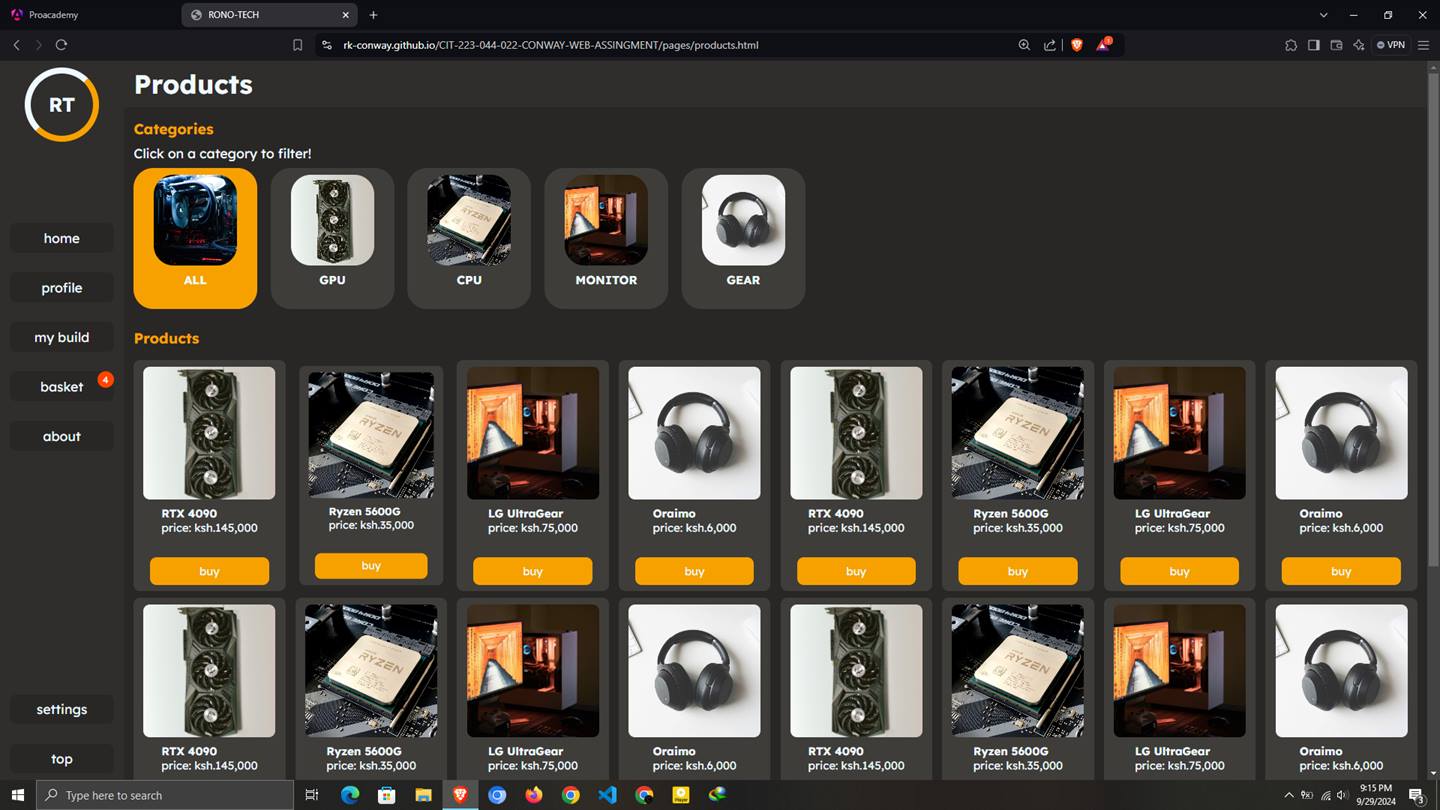 Proacademy
RONO-TECH
rk-conway.github.io/CIT-223-044-022-CONWAY-WEB-ASSINGMENT/pages/products.html
1
VPN
RT
home
profile
my build
basket
4
about
settings
top
Products
Categories
Click on a category to filter!
RYZEN
ALL
GPU
CPU
MONITOR
GEAR
Products
RYZEN
RYZEN
RTX 4090
Ryzen 5600G
LG UltraGear
Oraimo
RTX 4090
Ryzen 5600G
LG UltraGear
Oraimo
price: ksh.145,000
price: ksh.35,000
price: ksh.75,000
price: ksh.6,000
price: ksh.145,000
price: ksh.35,000
price: ksh.75,000
price: ksh.6,000
buy
buy
buy
buy
buy
buy
buy
buy
RYZEN
RYZEN
RTX 4090
Ryzen 5600G
LG UltraGear
Oraimo
RTX 4090
Ryzen 5600G
LG UltraGear
Oraimo
price: ksh.145,000
price: ksh.35,000
price: ksh.75,000
price: ksh.6,000
price: ksh.145,000
price: ksh.35,000
price: ksh.75,000
price: ksh.6,000
Type here to search
9:15 PM
9/29/2024
3